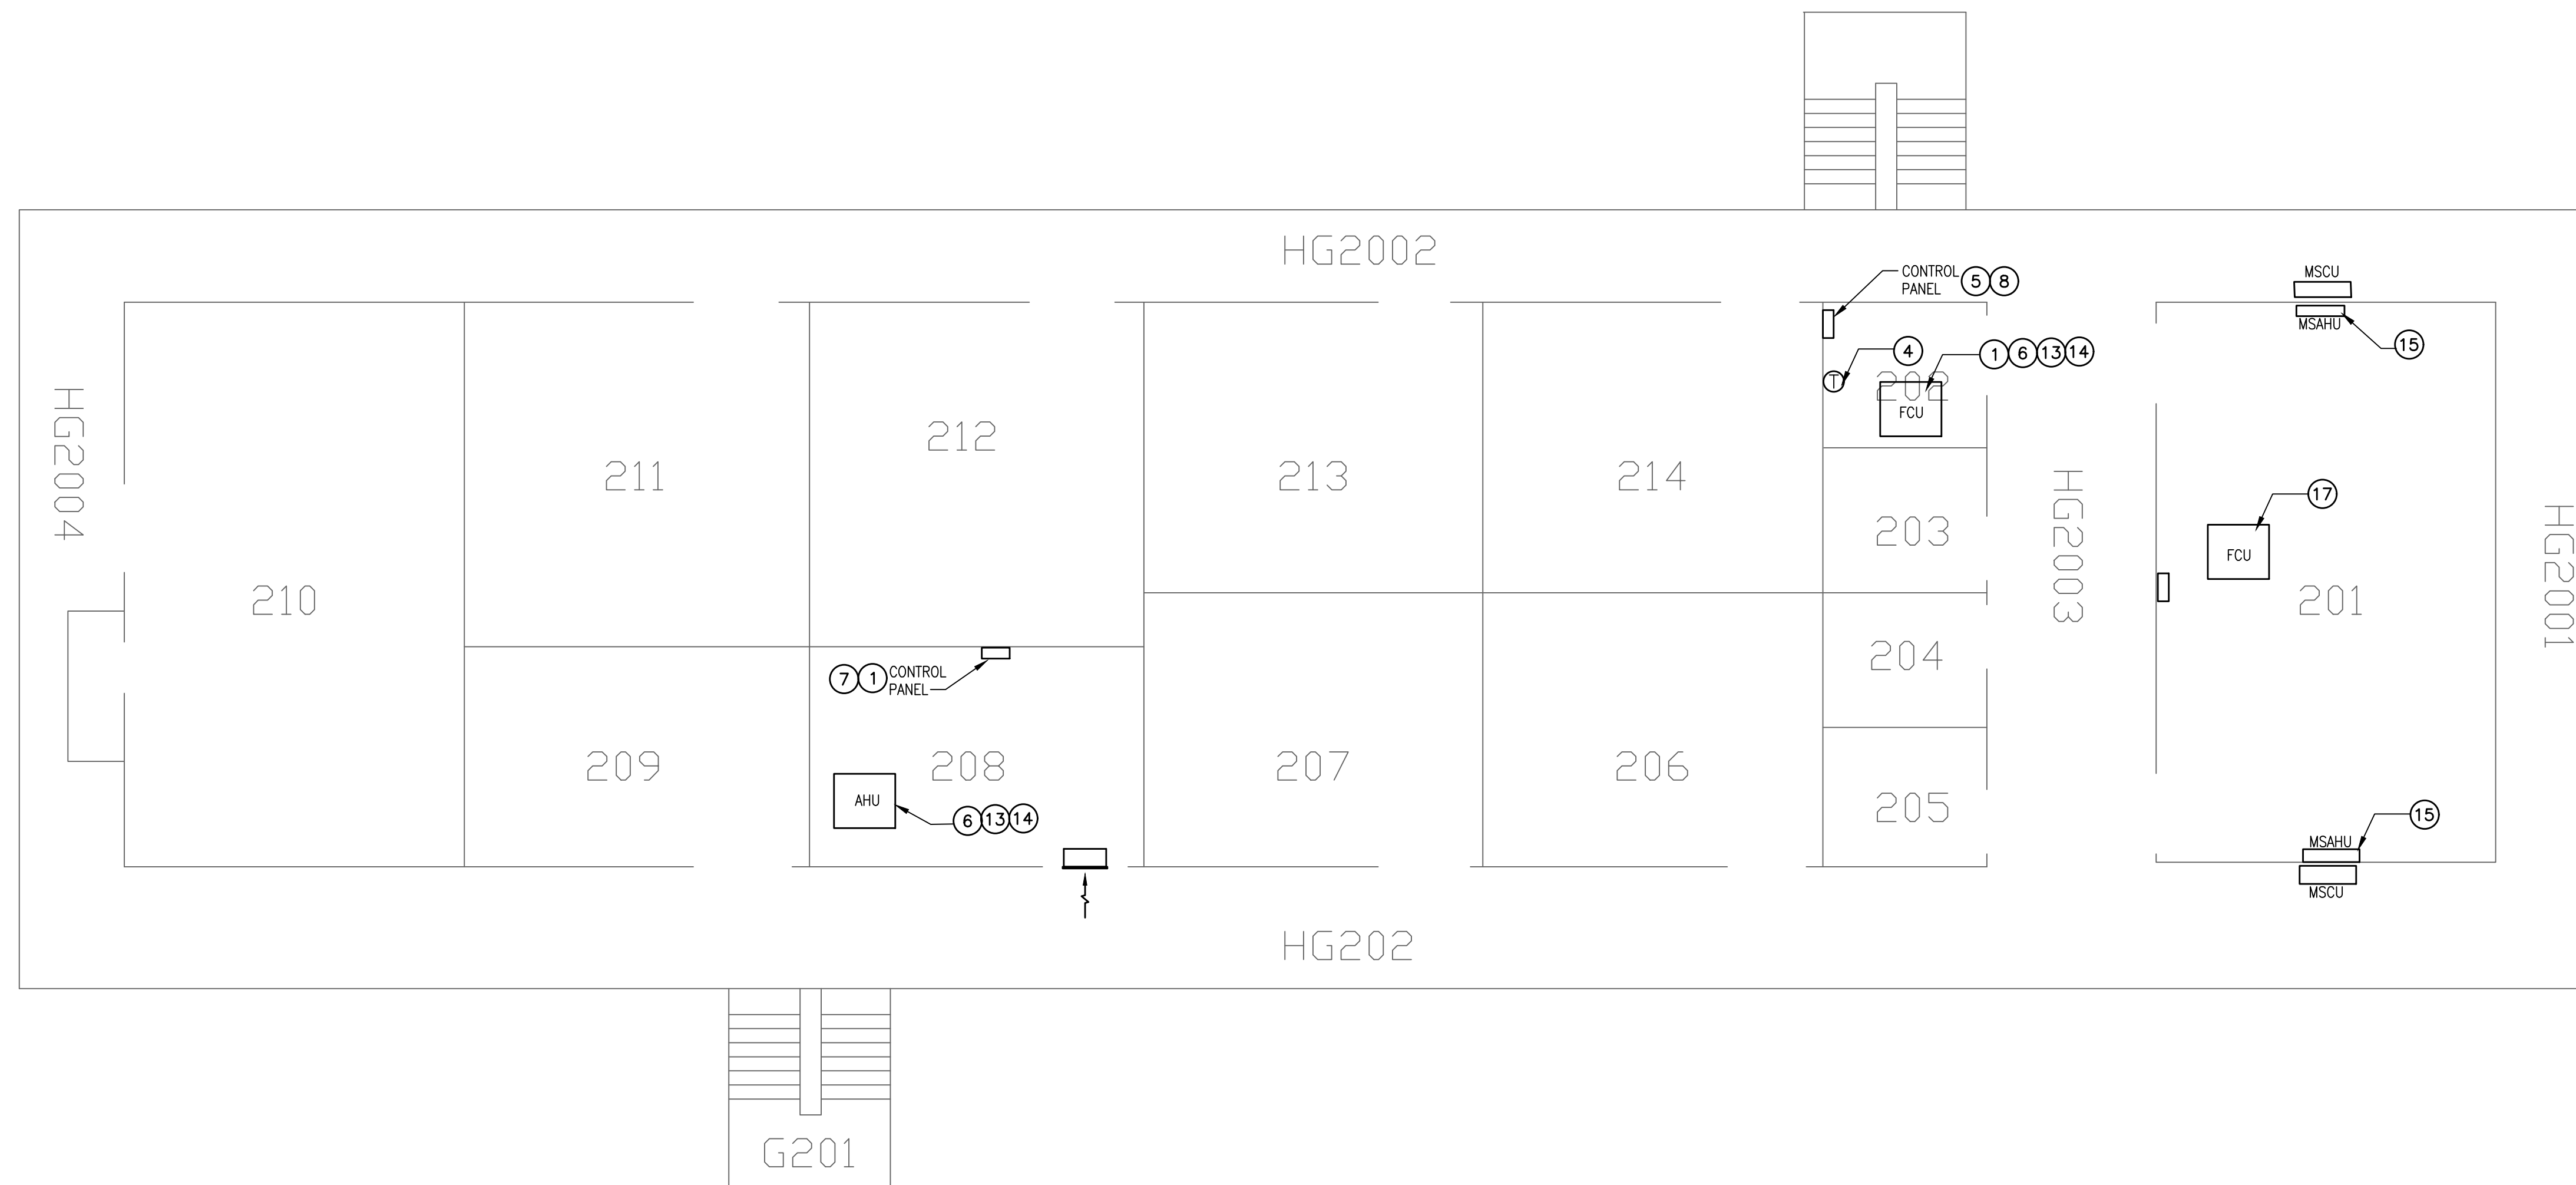 HG2002
CONTROL PANEL 5 8
MSCU
MSAHU
15
4
1 6 13 14
T
202
FCU
HG2004
212
211
213
214
203
HG2003
17
FCU
HG2001
210
201
204
7 1 CONTROL PANEL
209
208
207
206
205
AHU
6 13 14
15
MSAHU
MSCU
HG202
G201